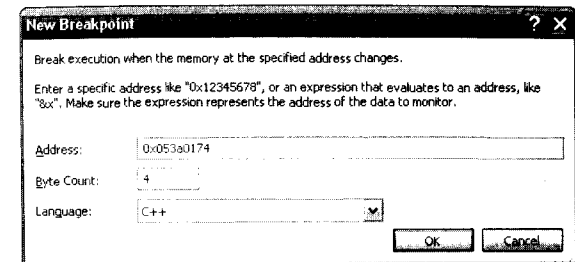 New Breakpoint ? X
Break execution when the memory at the specified address changes.
Enter a specific address like "0x12345678", or an expression that evaluates to an address, like
"&x". Make sure the expression represents the address of the data to monitor.
Address: 0x053a0174
Byte Count: 4
Language: C++
OK Cancel